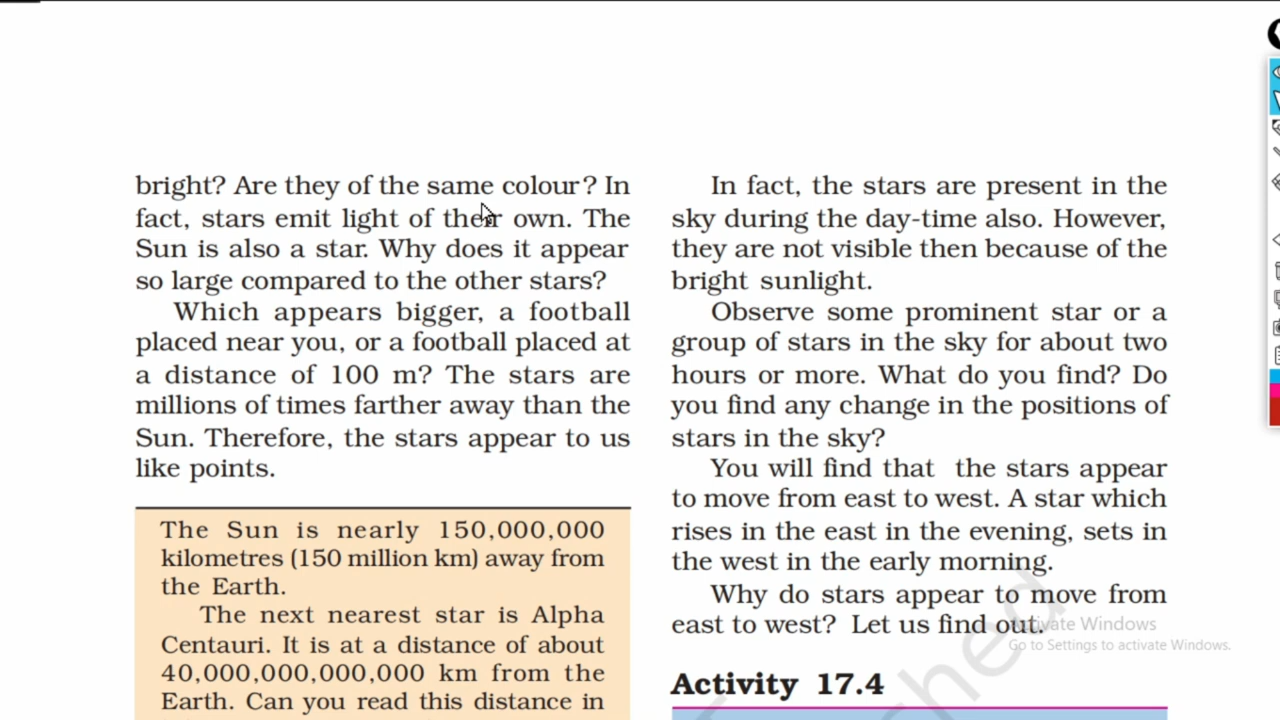 bright? Are they of the same colour? In
fact, stars emit light of their own. The
Sun is also a star. Why does it appear
so large compared to the other stars?
Which appears bigger, a football
placed near you, or a football placed at
a distance of 100 m? The stars are
millions of times farther away than the
Sun. Therefore, the stars appear to us
like points.
The Sun is nearly 150,000,000
kilometres (150 million km) away from
the Earth.
The next nearest star is Alpha
Centauri. It is at a distance of about
40,000,000,000,000 km from the
Earth. Can you read this distance in
In fact, the stars are present in the
sky during the day-time also. However,
they are not visible then because of the
bright sunlight.
Observe some prominent star or a
group of stars in the sky for about two
hours or more. What do you find? Do
you find any change in the positions of
stars in the sky?
You will find that the stars appear
to move from east to west. A star which
rises in the east in the evening, sets in
the west in the early morning.
Why do stars appear to move from
east to west? Let us find out.
Activate Windows
Go to Settings to activate Windows.
Activity 17.4